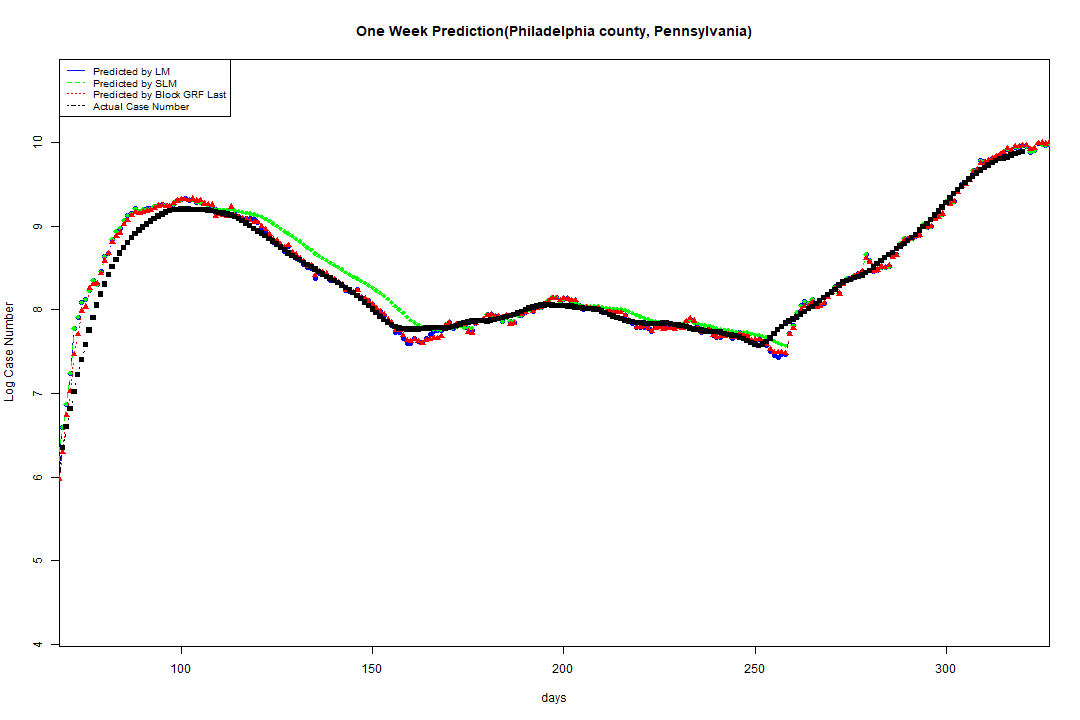 One Week Prediction(Philadelphia county, Pennsylvania)
Predicted by LM
Predicted by SLM
Predicted by Block GRF Last
Actual Case Number
10
9
8
7
6
5
4
Log Case Number
100 150 200 250 300
days